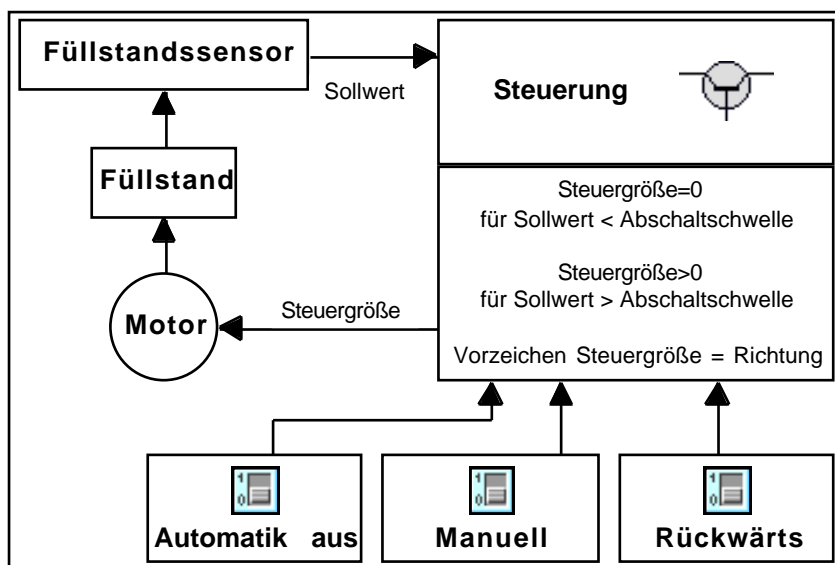 Füllstandssensor
Sollwert
Steuerung
Füllstand
Steuergröße=0
für Sollwert < Abschaltschwelle
Steuergröße>0
für Sollwert > Abschaltschwelle
Motor
Steuergröße
Vorzeichen Steuergröße = Richtung
1
0
Automatik aus
1
0
Manuell
1
0
Rückwärts